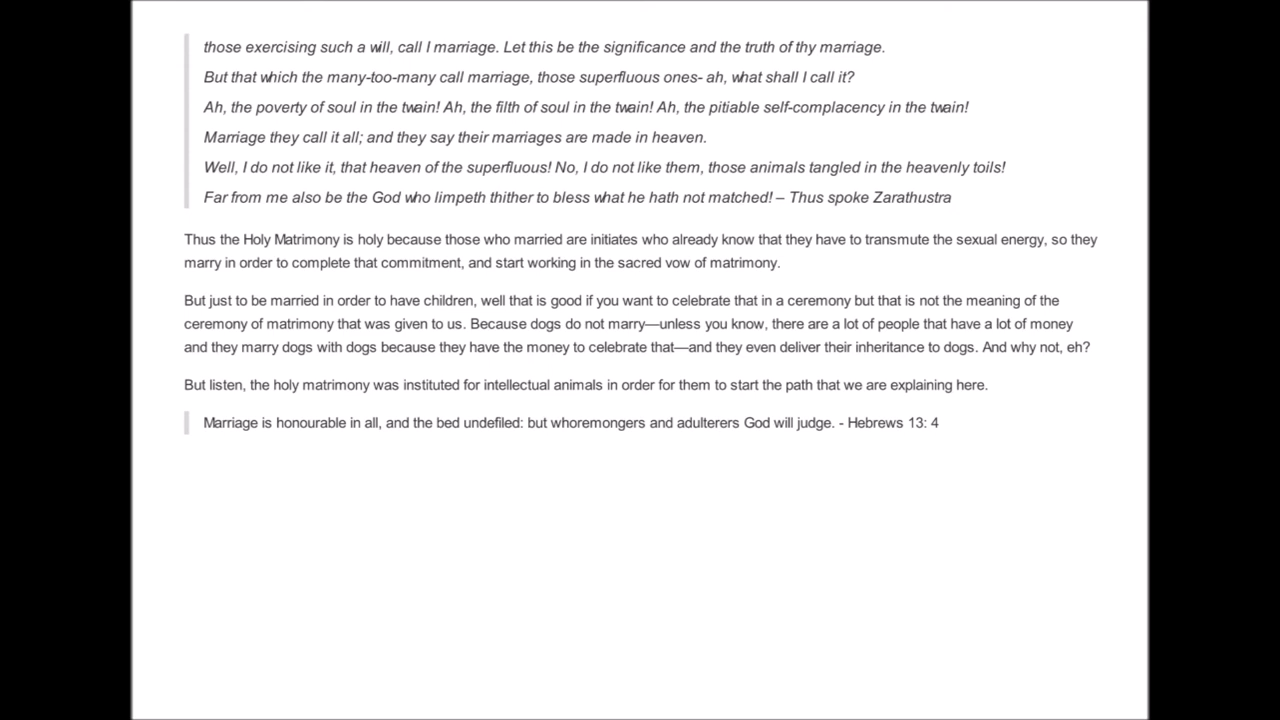 those exercising such a will, call I marriage. Let this be the significance and the truth of thy marriage.
But that which the many-too-many call marriage, those superfluous ones- ah, what shall I call it?
Ah, the poverty of soul in the twain! Ah, the filth of soul in the twain! Ah, the pitiable self-complacency in the twain!
Marriage they call it all; and they say their marriages are made in heaven.
Well, I do not like it, that heaven of the superfluous! No, I do not like them, those animals tangled in the heavenly toils!
Far from me also be the God who limpeth thither to bless what he hath not matched! – Thus spoke Zarathustra
Thus the Holy Matrimony is holy because those who married are initiates who already know that they have to transmute the sexual energy, so they
marry in order to complete that commitment, and start working in the sacred vow of matrimony.
But just to be married in order to have children, well that is good if you want to celebrate that in a ceremony but that is not the meaning of the
ceremony of matrimony that was given to us. Because dogs do not marry—unless you know, there are a lot of people that have a lot of money
and they marry dogs with dogs because they have the money to celebrate that—and they even deliver their inheritance to dogs. And why not, eh?
But listen, the holy matrimony was instituted for intellectual animals in order for them to start the path that we are explaining here.
Marriage is honourable in all, and the bed undefiled: but whoremongers and adulterers God will judge. - Hebrews 13: 4